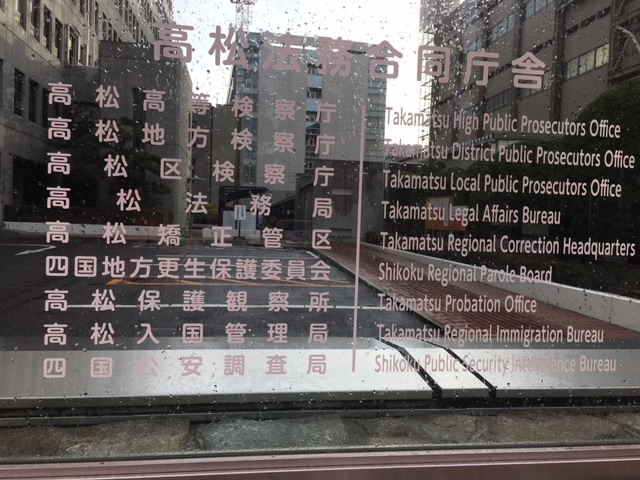 高松法務合同庁舎
高松高等検察庁 Takamatsu High Public Prosecutors Office
高松地方検察庁 Takamatsu District Public Prosecutors Office
高松区検察庁 Takamatsu Local Public Prosecutors Office
高松法務局 Takamatsu Legal Affairs Bureau
高松矯正管区 Takamatsu Regional Correction Headquarters
四国地方更生保護委員会 Shikoku Regional Parole Board
高松保護観察所 Takamatsu Probation Office
高松入国管理局 Takamatsu Regional Immigration Bureau
四国公安調査局 Shikoku Public Security Intelligence Bureau